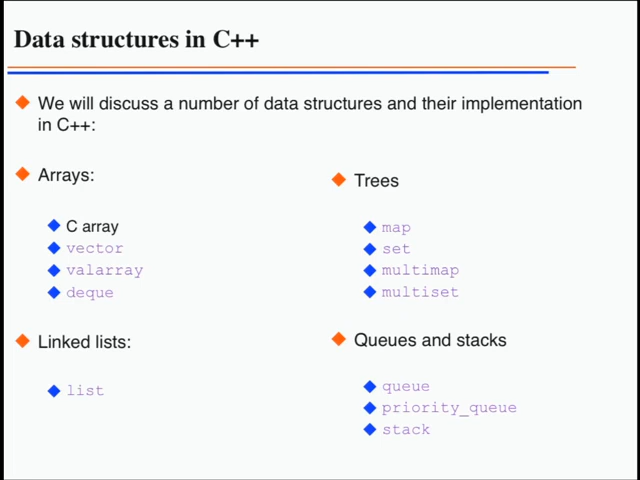 Data structures in C++
We will discuss a number of data structures and their implementation
in C++:
Arrays:
C array
vector
valarray
deque
Linked lists:
list
Trees
map
set
multimap
multiset
Queues and stacks
queue
priority_queue
stack